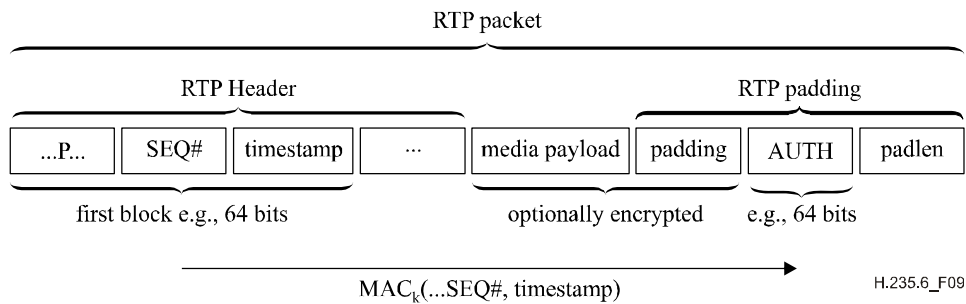 RTP packet
RTP Header
RTP padding
...P...
SEQ#
timestamp
...
media payload
padding
AUTH
padlen
first block e.g., 64 bits
optionally encrypted
e.g., 64 bits
MACk(...SEQ#, timestamp)
H.235.6_F09